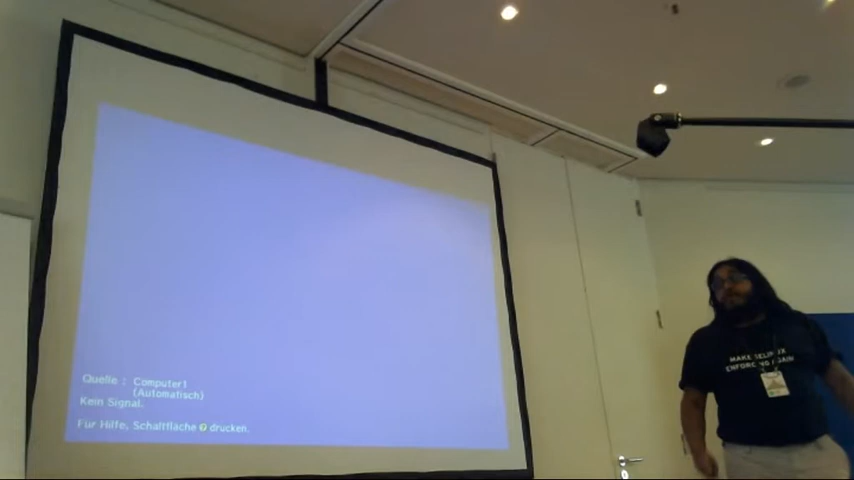 Quelle : Computer1
(Automatisch)
Kein Signal.
Für Hilfe, Schaltfläche ? drucken.
MAKE SELINUX
ENFORCING AGAIN